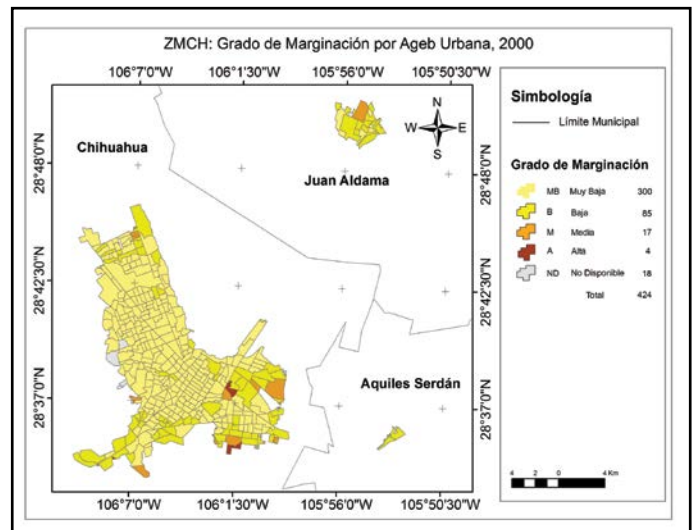 ZMCH: Grado de Marginación por Ageb Urbana, 2000
106°7'0"W 106°1'30"W 105°56'0"W 105°50'30"W
N
W E
S
Chihuahua
Juan Aldama
Aquiles Serdán
28°48'0"N
28°42'30"N
28°37'0"N
28°48'0"N
28°42'30"N
28°37'0"N
106°7'0"W 106°1'30"W 105°56'0"W 105°50'30"W
Simbología
Límite Municipal
Grado de Marginación
MB Muy Baja 300
B Baja 85
M Media 17
A Alta 4
ND No Disponible 18
Total 424
4 2 0 4 Km